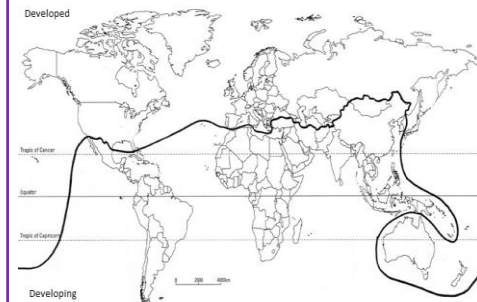 Developed
Tropic of Cancer
Equator
Tropic of Capricorn
0 2000 4000km
Developing